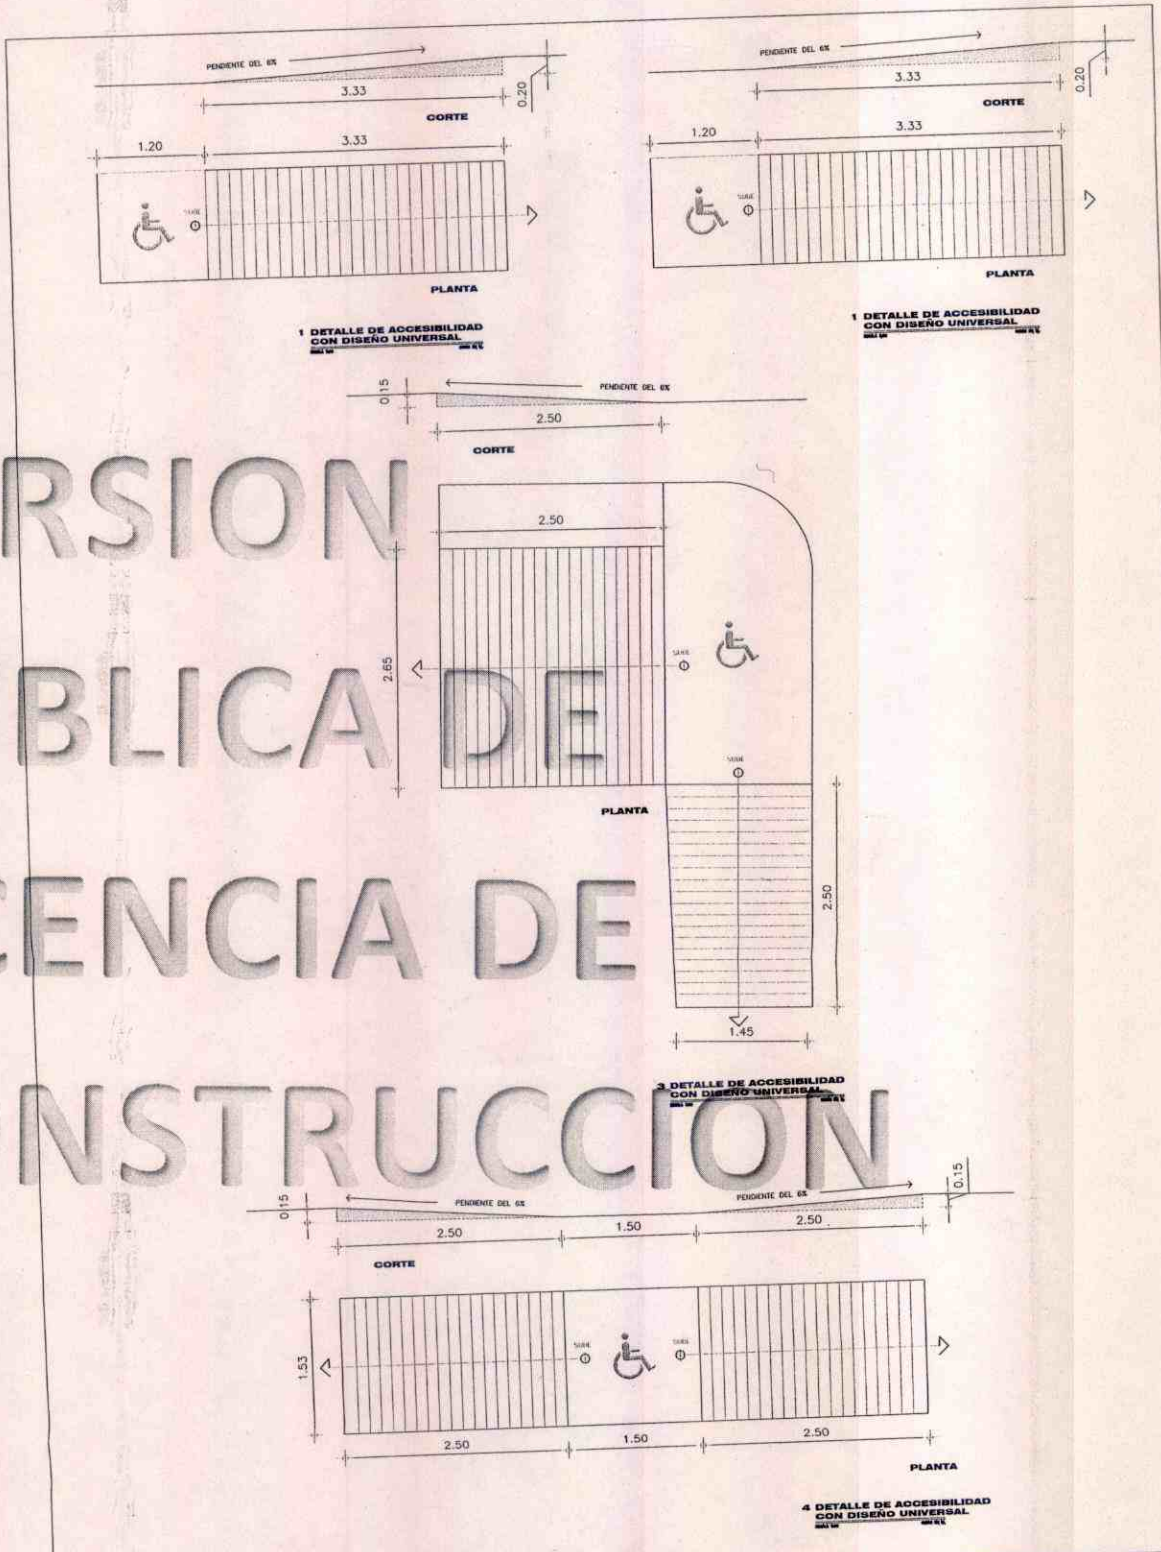 PENDIENTE DEL 6%
3.33
0.20
CORTE
1.20
3.33
SUBE
PLANTA
1 DETALLE DE ACCESIBILIDAD
CON DISEÑO UNIVERSAL
PENDIENTE DEL 6%
3.33
0.20
CORTE
1.20
3.33
SUBE
PLANTA
1 DETALLE DE ACCESIBILIDAD
CON DISEÑO UNIVERSAL
0.15
PENDIENTE DEL 6%
2.50
CORTE
RSION
2.50
2.65
SUBE
BLICA DE
SUBE
PLANTA
CENCIA DE
2.50
1.45
3 DETALLE DE ACCESIBILIDAD
CON DISEÑO UNIVERSAL
NSTRUCCION
0.15
PENDIENTE DEL 6%
PENDIENTE DEL 6%
0.15
2.50
1.50
2.50
CORTE
1.53
SUBE
SUBE
2.50
1.50
2.50
PLANTA
4 DETALLE DE ACCESIBILIDAD
CON DISEÑO UNIVERSAL